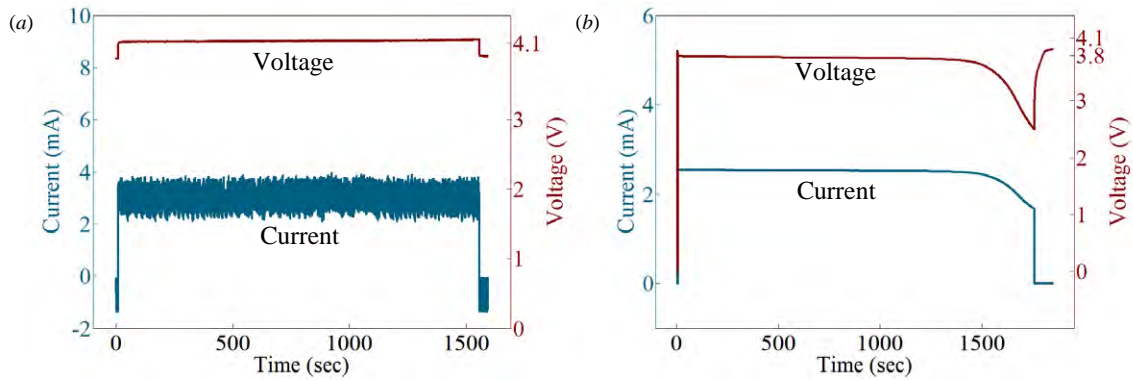 (a)
10
8
6
4
2
0
-2
Current (mA)
Voltage
Current
4.1
3
2
1
0
Voltage (V)
0
500
1000
1500
Time (sec)
(b)
6
4
2
0
Current (mA)
Voltage
Current
4.1
3.8
3
2
1
0
Voltage (V)
0
500
1000
1500
Time (sec)